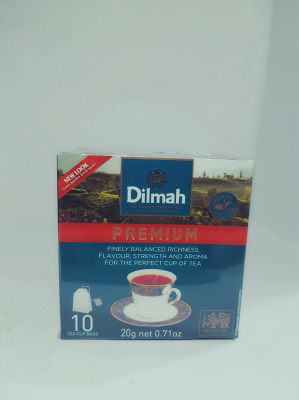 NEW LOOK
Dilmah
PREMIUM
FINELY BALANCED RICHNESS,
FLAVOUR, STRENGTH AND AROMA
FOR THE PERFECT CUP OF TEA
10
TEA CUP BAGS
20g net 0.71oz